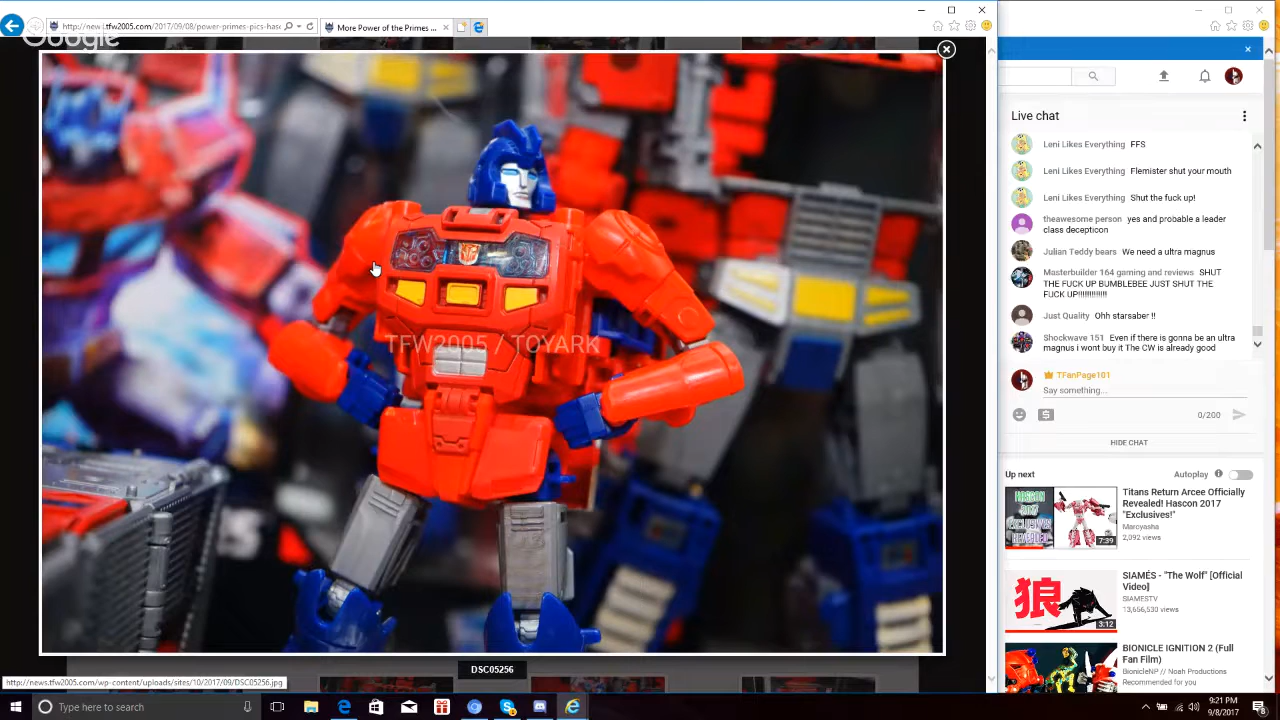 http://new
.tfw2005.com/2017/09/08/power-primes-pics-hasc
More Power of the Primes ...
Google
TFW2005 / TOYARK
DSC05256
http://news.tfw2005.com/wp-content/uploads/sites/10/2017/09/DSC05256.jpg
Live chat
Leni Likes Everything FFS
Leni Likes Everything Flemister shut your mouth
Leni Likes Everything Shut the fuck up!
theawesome person yes and probable a leader
class decepticon
Julian Teddy bears We need a ultra magnus
Masterbuilder 164 gaming and reviews SHUT
THE FUCK UP BUMBLEBEE JUST SHUT THE
FUCK UP!!!!!!!!!!!!!
Just Quality Ohh starsaber !!
Shockwave 151 Even if there is gonna be an ultra
magnus i wont buy it The CW is already good
TFanPage101
Say something...
0/200
HIDE CHAT
Up next
Autoplay
HASCON
2017
EXCLUSIVES
REVEALED
7:39
Titans Return Arcee Officially
Revealed! Hascon 2017
"Exclusives!"
Maroyasha
2,092 views
狼
3:12
SIAMÉS - "The Wolf" [Official
Video]
SIAMESTV
13,656,530 views
BIONICLE IGNITION 2 (Full
Fan Film)
BionicleNP // Noah Productions
Recommended for you
Type here to search
9:21 PM
9/8/2017